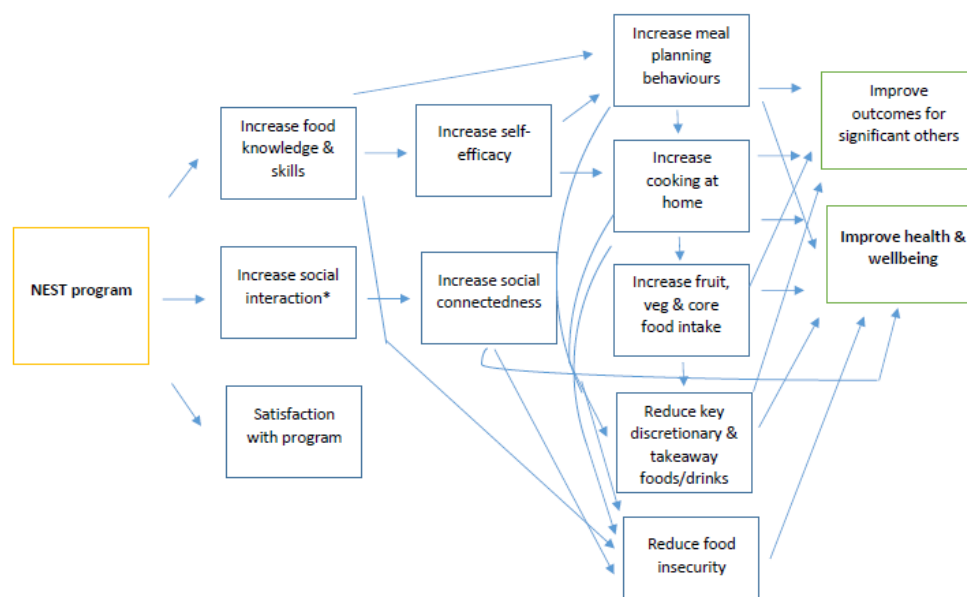 NEST program
Increase food
knowledge &
skills
Increase social
interaction*
Satisfaction
with program
Increase self-
efficacy
Increase social
connectedness
Increase meal
planning
behaviours
Increase
cooking at
home
Increase fruit,
veg & core
food intake
Reduce key
discretionary &
takeaway
foods/drinks
Reduce food
insecurity
Improve
outcomes for
significant others
Improve health &
wellbeing